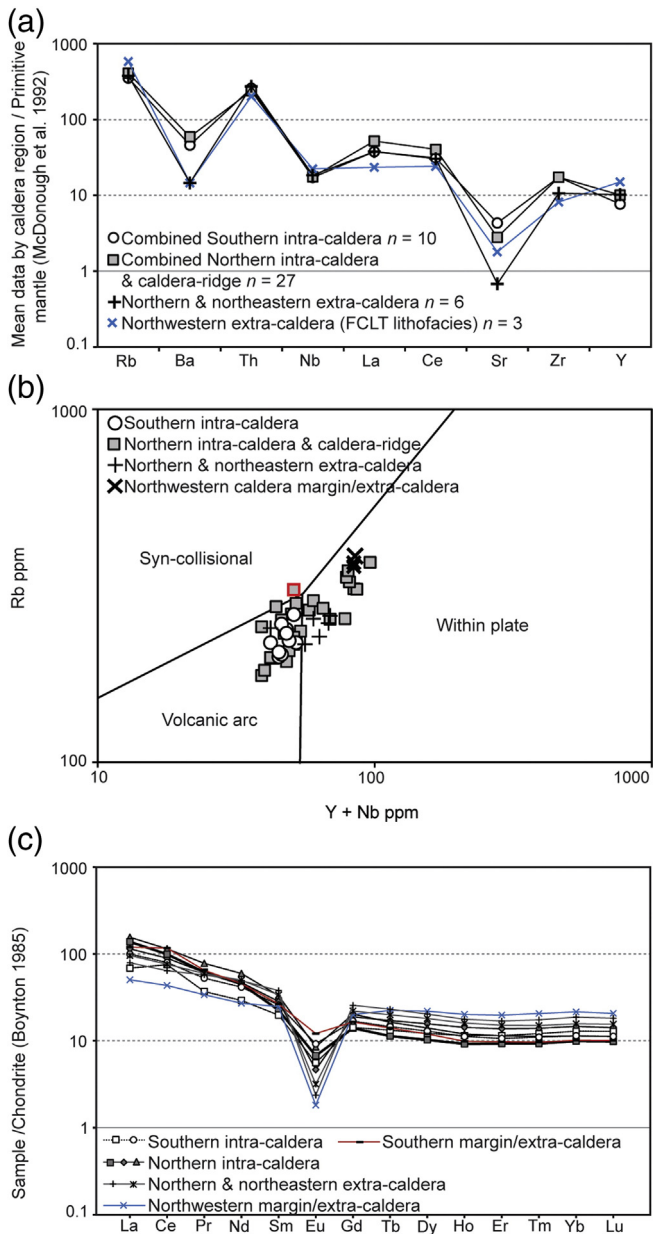 (a)
Mean data by caldera region / Primitive
mantle (McDonough et al. 1992)
1000
100
10
1
0.1
Combined Southern intra-caldera n = 10
Combined Northern intra-caldera
& caldera-ridge n = 27
Northern & northeastern extra-caldera n = 6
Northwestern extra-caldera (FCLT lithofacies) n = 3
Rb Ba Th Nb La Ce Sr Zr Y
(b)
Rb ppm
1000
100
Southern intra-caldera
Northern intra-caldera & caldera-ridge
Northern & northeastern extra-caldera
Northwestern caldera margin/extra-caldera
Syn-collisional
Within plate
Volcanic arc
10 100 1000
Y + Nb ppm
(c)
Sample /Chondrite (Boynton 1985)
1000
100
10
1
0.1
Southern intra-caldera Southern margin/extra-caldera
Northern intra-caldera
Northern & northeastern extra-caldera
Northwestern margin/extra-caldera
La Ce Pr Nd Sm Eu Gd Tb Dy Ho Er Tm Yb Lu